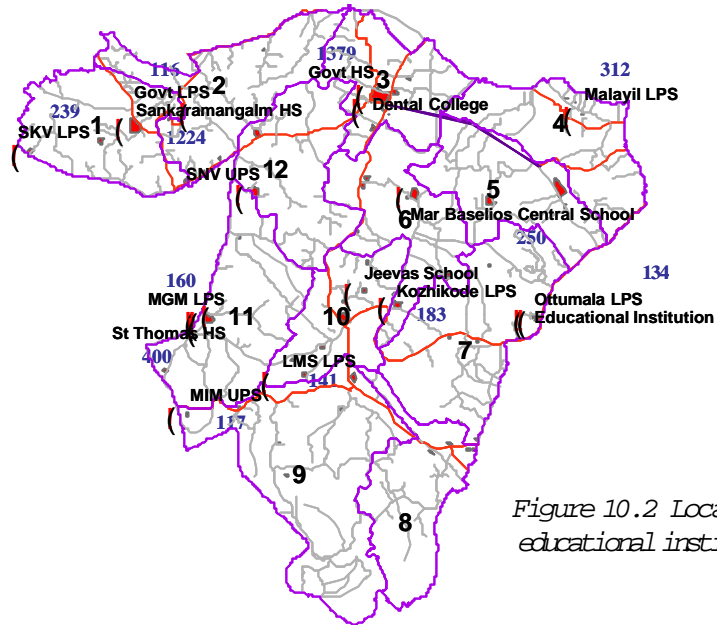 1379
116
2
Govt HS
3
312
Govt LPS
Malayil LPS
239
Sankaramangalm HS
Dental College
SKV LPS
1
1224
4
SNV UPS
12
5
6
Mar Baselios Central School
250
160
Jeevas School
134
MGM LPS
Kozhikode LPS
Ottumala LPS
11
10
183
Educational Institution
St Thomas HS
7
400
LMS LPS
MIM UPS
141
117
9
8
Figure 10.2 Loca
educational insti